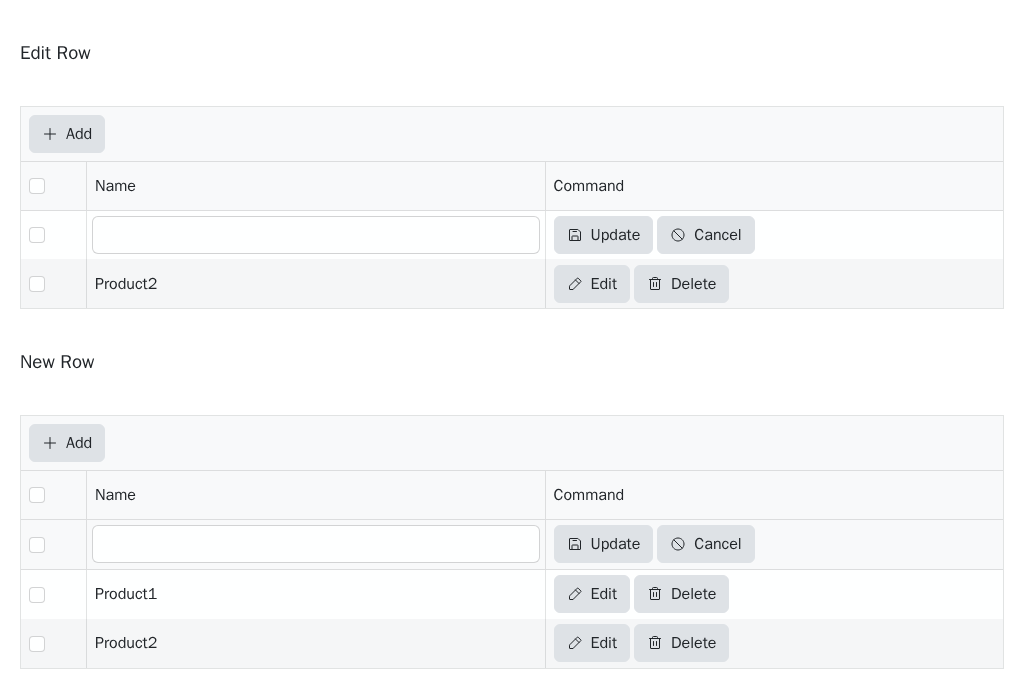 Edit Row
Add
Name Command
Update Cancel
Product2 Edit Delete
New Row
Add
Name Command
Update Cancel
Product1 Edit Delete
Product2 Edit Delete